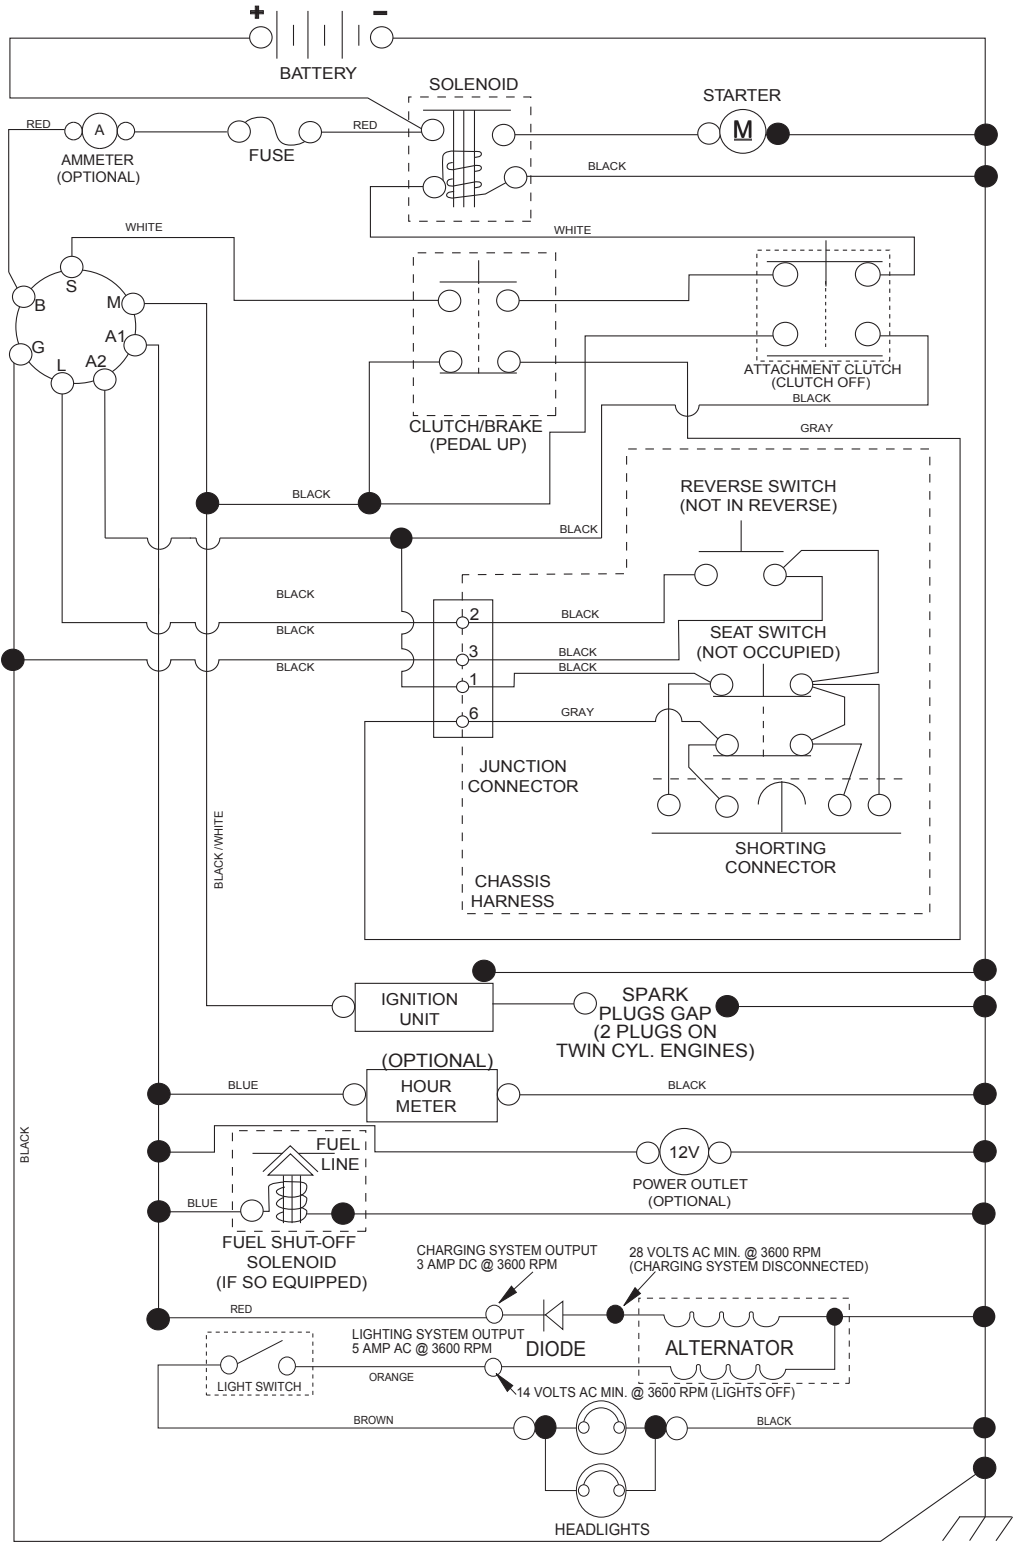 + -
BATTERY
SOLENOID
STARTER
RED
A
RED
M
FUSE
AMMETER
(OPTIONAL)
BLACK
WHITE
WHITE
S
B
M
G
A1
L
A2
ATTACHMENT CLUTCH
(CLUTCH OFF)
BLACK
CLUTCH/BRAKE
(PEDAL UP)
GRAY
REVERSE SWITCH
(NOT IN REVERSE)
BLACK
BLACK
BLACK
2
BLACK
BLACK
SEAT SWITCH
(NOT OCCUPIED)
3
BLACK
BLACK
BLACK
1
6
GRAY
JUNCTION
CONNECTOR
SHORTING
CONNECTOR
BLACK/WHITE
CHASSIS
HARNESS
IGNITION
UNIT
SPARK
PLUGS GAP
(2 PLUGS ON
TWIN CYL. ENGINES)
(OPTIONAL)
BLUE
HOUR
METER
BLACK
BLACK
FUEL
LINE
12V
POWER OUTLET
(OPTIONAL)
BLUE
FUEL SHUT-OFF
SOLENOID
(IF SO EQUIPPED)
CHARGING SYSTEM OUTPUT
3 AMP DC @ 3600 RPM
28 VOLTS AC MIN. @ 3600 RPM
(CHARGING SYSTEM DISCONNECTED)
RED
LIGHTING SYSTEM OUTPUT
5 AMP AC @ 3600 RPM
DIODE
ALTERNATOR
LIGHT SWITCH
ORANGE
14 VOLTS AC MIN. @ 3600 RPM (LIGHTS OFF)
BROWN
BLACK
HEADLIGHTS